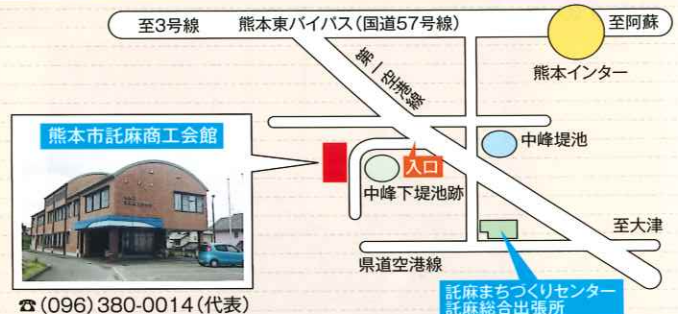 至3号線
熊本東バイパス(国道57号線)
至阿蘇
熊本インター
第一空港線
熊本市託麻商工会館
中峰堤池
入口
中峰下堤池跡
至大津
県道空港線
託麻まちづくりセンター
託麻総合出張所
☎(096)380-0014(代表)